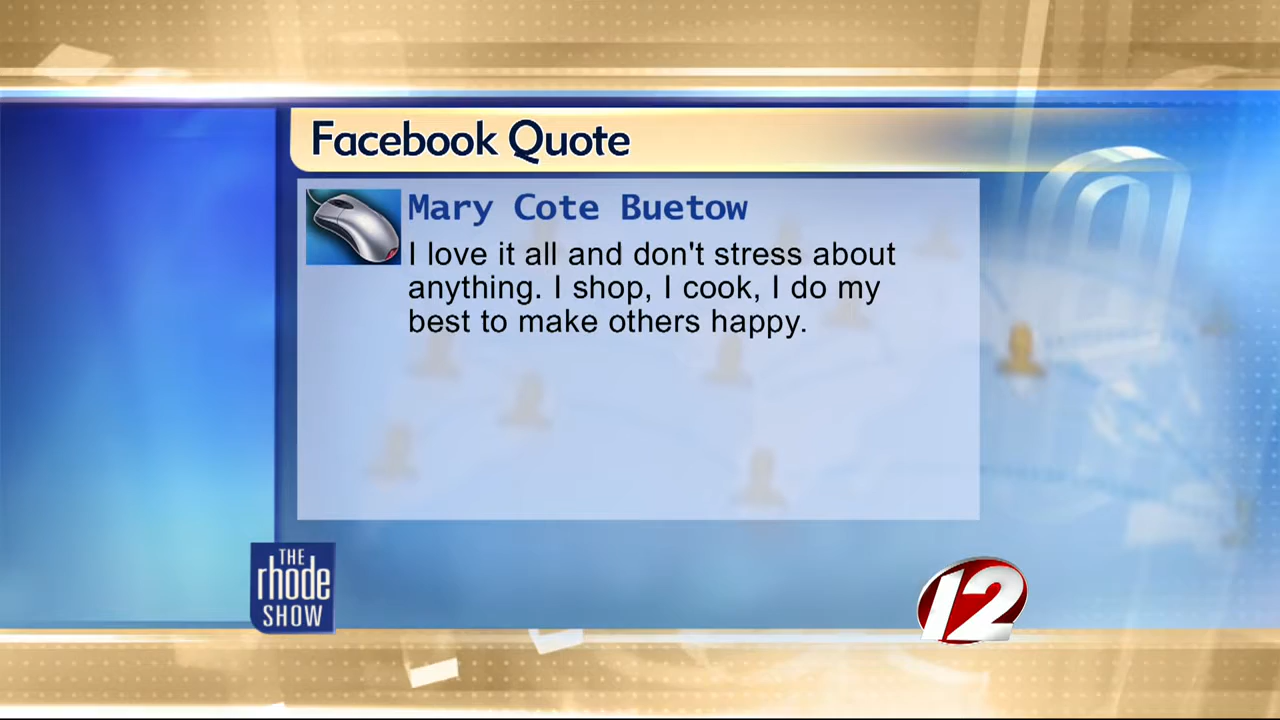 Facebook Quote
Mary Cote Buetow
I love it all and don't stress about
anything. I shop, I cook, I do my
best to make others happy.
THE
rhode
SHOW
12